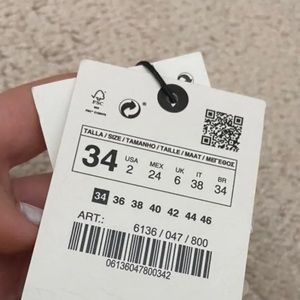 FSC
TALLA / SIZE / TAMANHO / TAILLE / MAAT / ΜΕΓΕΘΟΣ
34
USA MEX UK IT BR
2 24 6 38 34
34 36 38 40 42 44 46
ART.:
6136 / 047 / 800
06136047800342